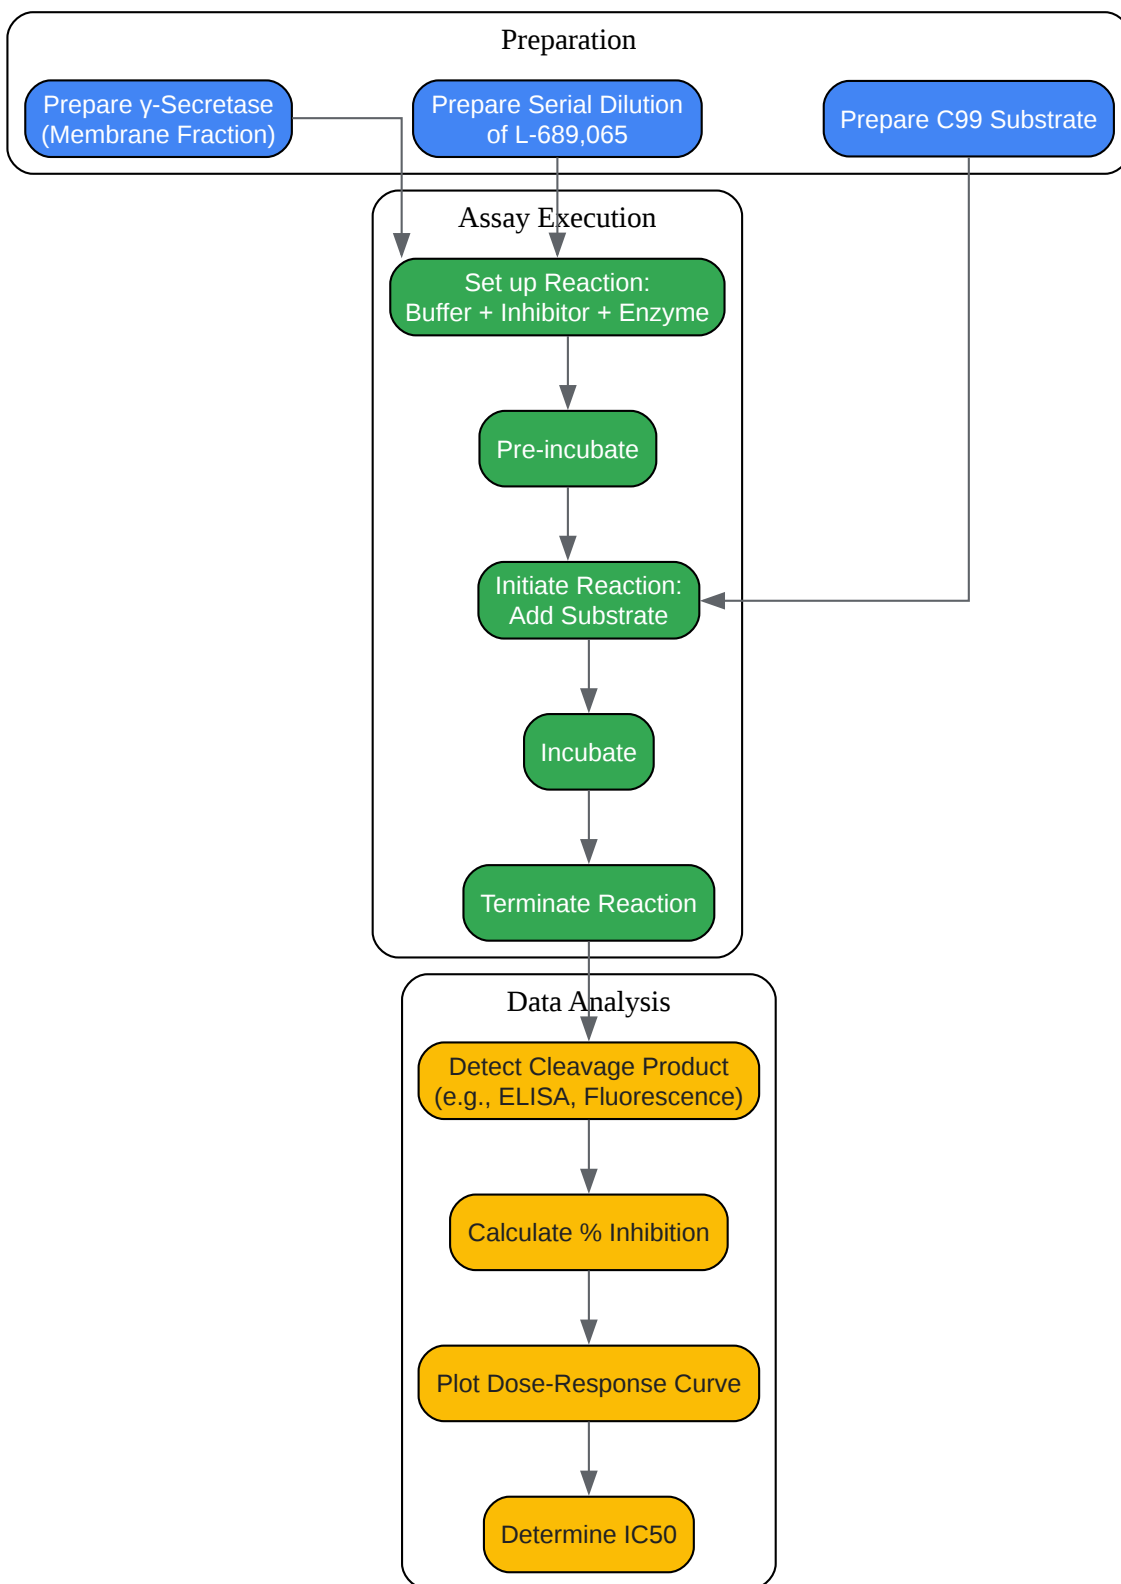 Preparation
Prepare γ-Secretase
(Membrane Fraction)
Prepare Serial Dilution
of L-689,065
Prepare C99 Substrate
Assay Execution
Set up Reaction:
Buffer + Inhibitor + Enzyme
Pre-incubate
Initiate Reaction:
Add Substrate
Incubate
Terminate Reaction
Data Analysis
Detect Cleavage Product
(e.g., ELISA, Fluorescence)
Calculate % Inhibition
Plot Dose-Response Curve
Determine IC50